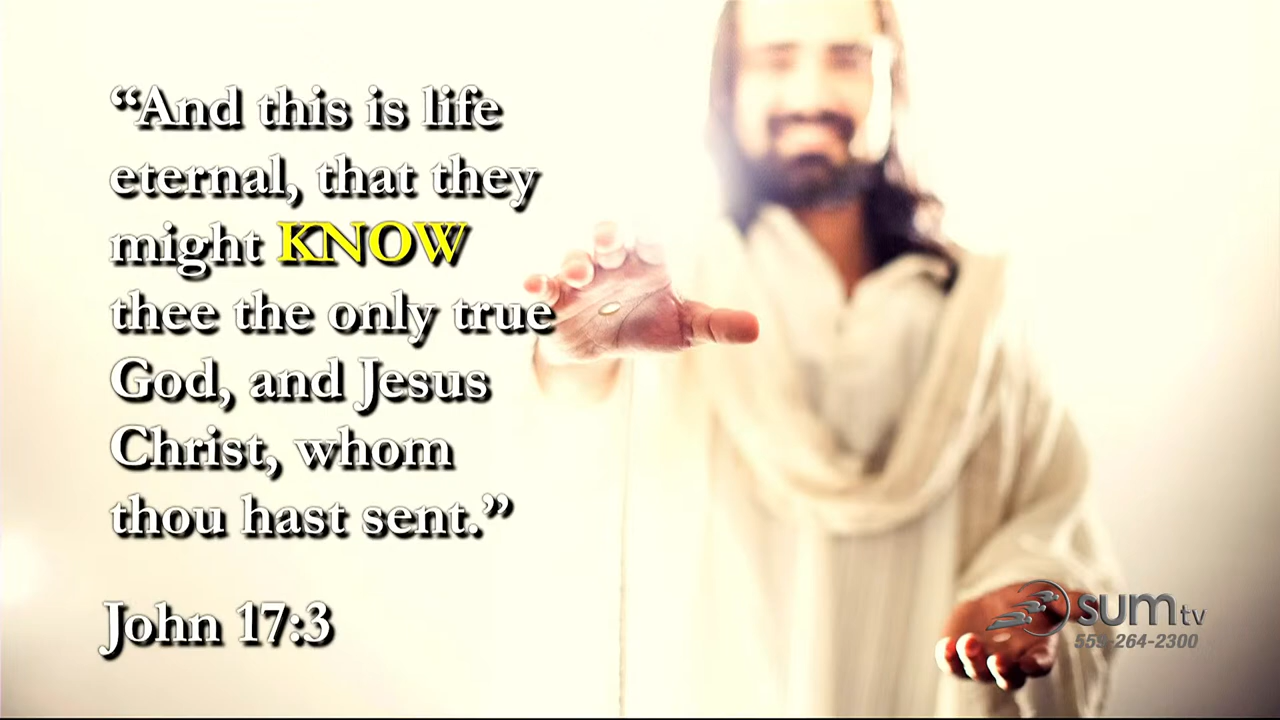 “And this is life
eternal, that they
might KNOW
thee the only true
God, and Jesus
Christ, whom
thou hast sent.”
John 17:3
sumtv
559-264-2300